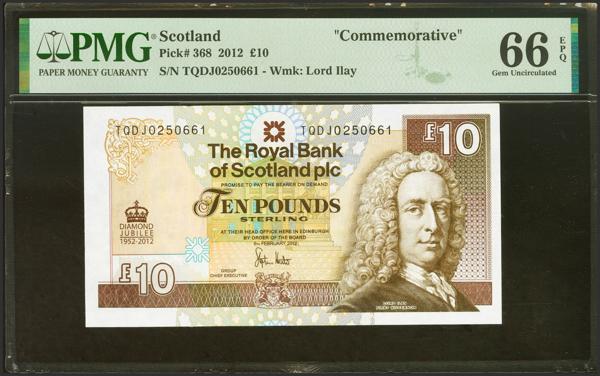 PMG®
PAPER MONEY GUARANTY
Scotland "Commemorative"
Pick# 368 2012 £10
S/N TQDJ0250661 - Wmk: Lord Ilay
66 EPQ
Gem Uncirculated
TQDJ0250661 TQDJ0250661
£10
The Royal Bank
of Scotland plc
PROMISE TO PAY THE BEARER ON DEMAND
TEN POUNDS
STERLING
AT THEIR HEAD OFFICE HERE IN EDINBURGH
BY ORDER OF THE BOARD
6th FEBRUARY 2012
DIAMOND
JUBILEE
1952-2012
£10
GROUP
CHIEF EXECUTIVE